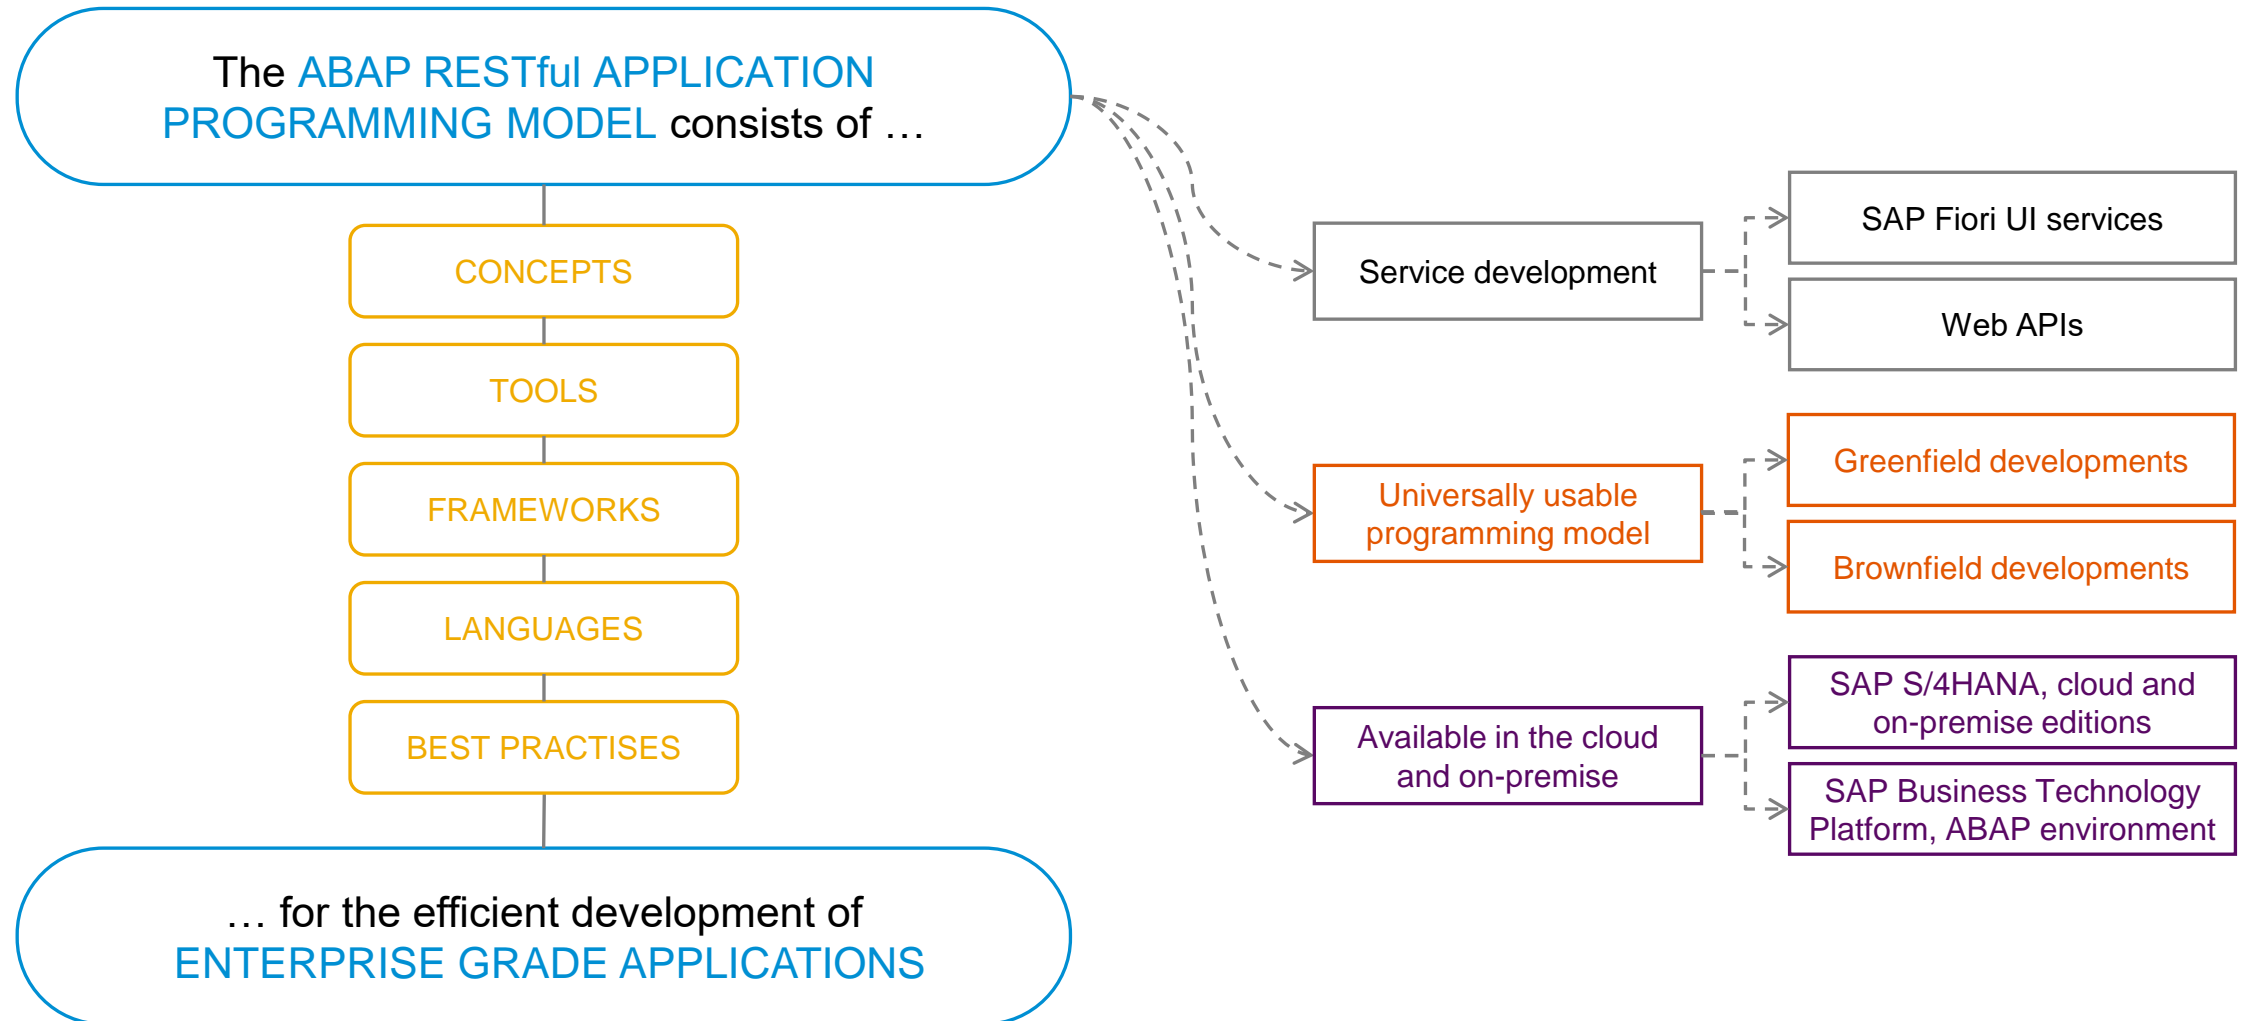 The ABAP RESTful APPLICATION
PROGRAMMING MODEL consists of …
CONCEPTS
TOOLS
FRAMEWORKS
LANGUAGES
BEST PRACTISES
… for the efficient development of
ENTERPRISE GRADE APPLICATIONS
Service development
SAP Fiori UI services
Web APIs
Universally usable
programming model
Greenfield developments
Brownfield developments
Available in the cloud
and on-premise
SAP S/4HANA, cloud and
on-premise editions
SAP Business Technology
Platform, ABAP environment